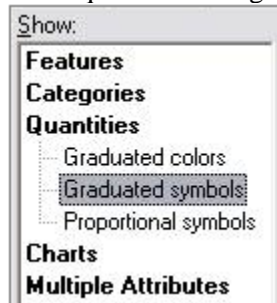 Show:
Features
Categories
Quantities
Graduated colors
Graduated symbols
Proportional symbols
Charts
Multiple Attributes